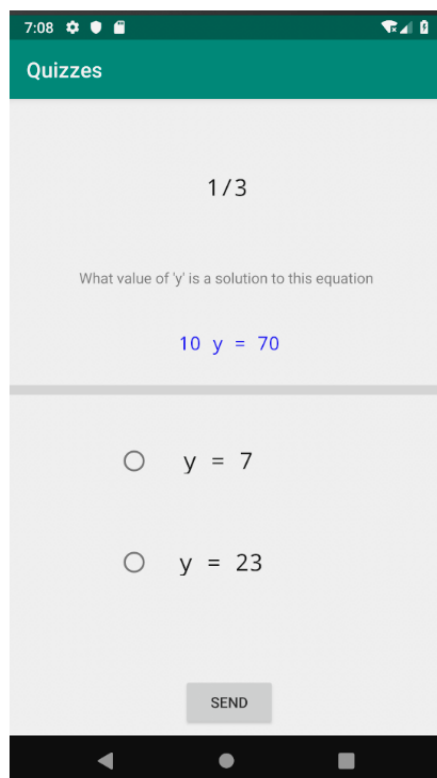 7:08
Quizzes
1/3
What value of 'y' is a solution to this equation
10 y = 70
y = 7
y = 23
SEND